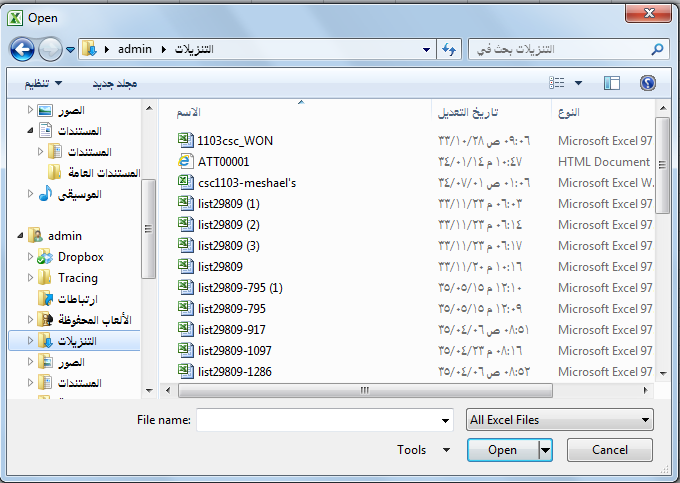 Open
admin ▸ التنزيلات ▸
التنزيلات بحث في
تنظيم ▾ مجلد جديد
الصور
المستندات
المستندات
المستندات العامة
الموسيقى
admin
Dropbox
Tracing
ارتباطات
الألعاب المحفوظة
التنزيلات
الصور
المستندات
الاسم تاريخ التعديل النوع
1103csc_WON ٣٣/١٠/٢٨ ص ٠٩:٠٦ Microsoft Excel 97
ATT00001 ٣٤/٠١/١٤ م ١٠:٤٧ HTML Document
csc1103-meshael's ٣٤/٠٧/٠١ ص ٠١:٠٦ Microsoft Excel W.
list29809 (1) ٣٣/١١/٢٣ م ٠٦:٠٣ Microsoft Excel 97
list29809 (2) ٣٣/١١/٢٣ م ٠٦:١٤ Microsoft Excel 97
list29809 (3) ٣٣/١١/٢٣ م ٠٦:١٧ Microsoft Excel 97
list29809 ٣٣/١١/٢٠ م ١٠:١٦ Microsoft Excel 97
list29809-795 (1) ٣٥/٠٥/١٥ م ١٢:١٠ Microsoft Excel 97
list29809-795 ٣٥/٠٥/١٥ م ١٢:٠٩ Microsoft Excel 97
list29809-917 ٣٥/٠٤/٠٦ ص ٠٨:٥١ Microsoft Excel 97
list29809-1097 ٣٥/٠٤/٢٣ م ٠٨:١٦ Microsoft Excel 97
list29809-1286 ٣٥/٠٤/٠٦ ص ٠٨:٥٢ Microsoft Excel 97
File name: All Excel Files
Tools Open Cancel